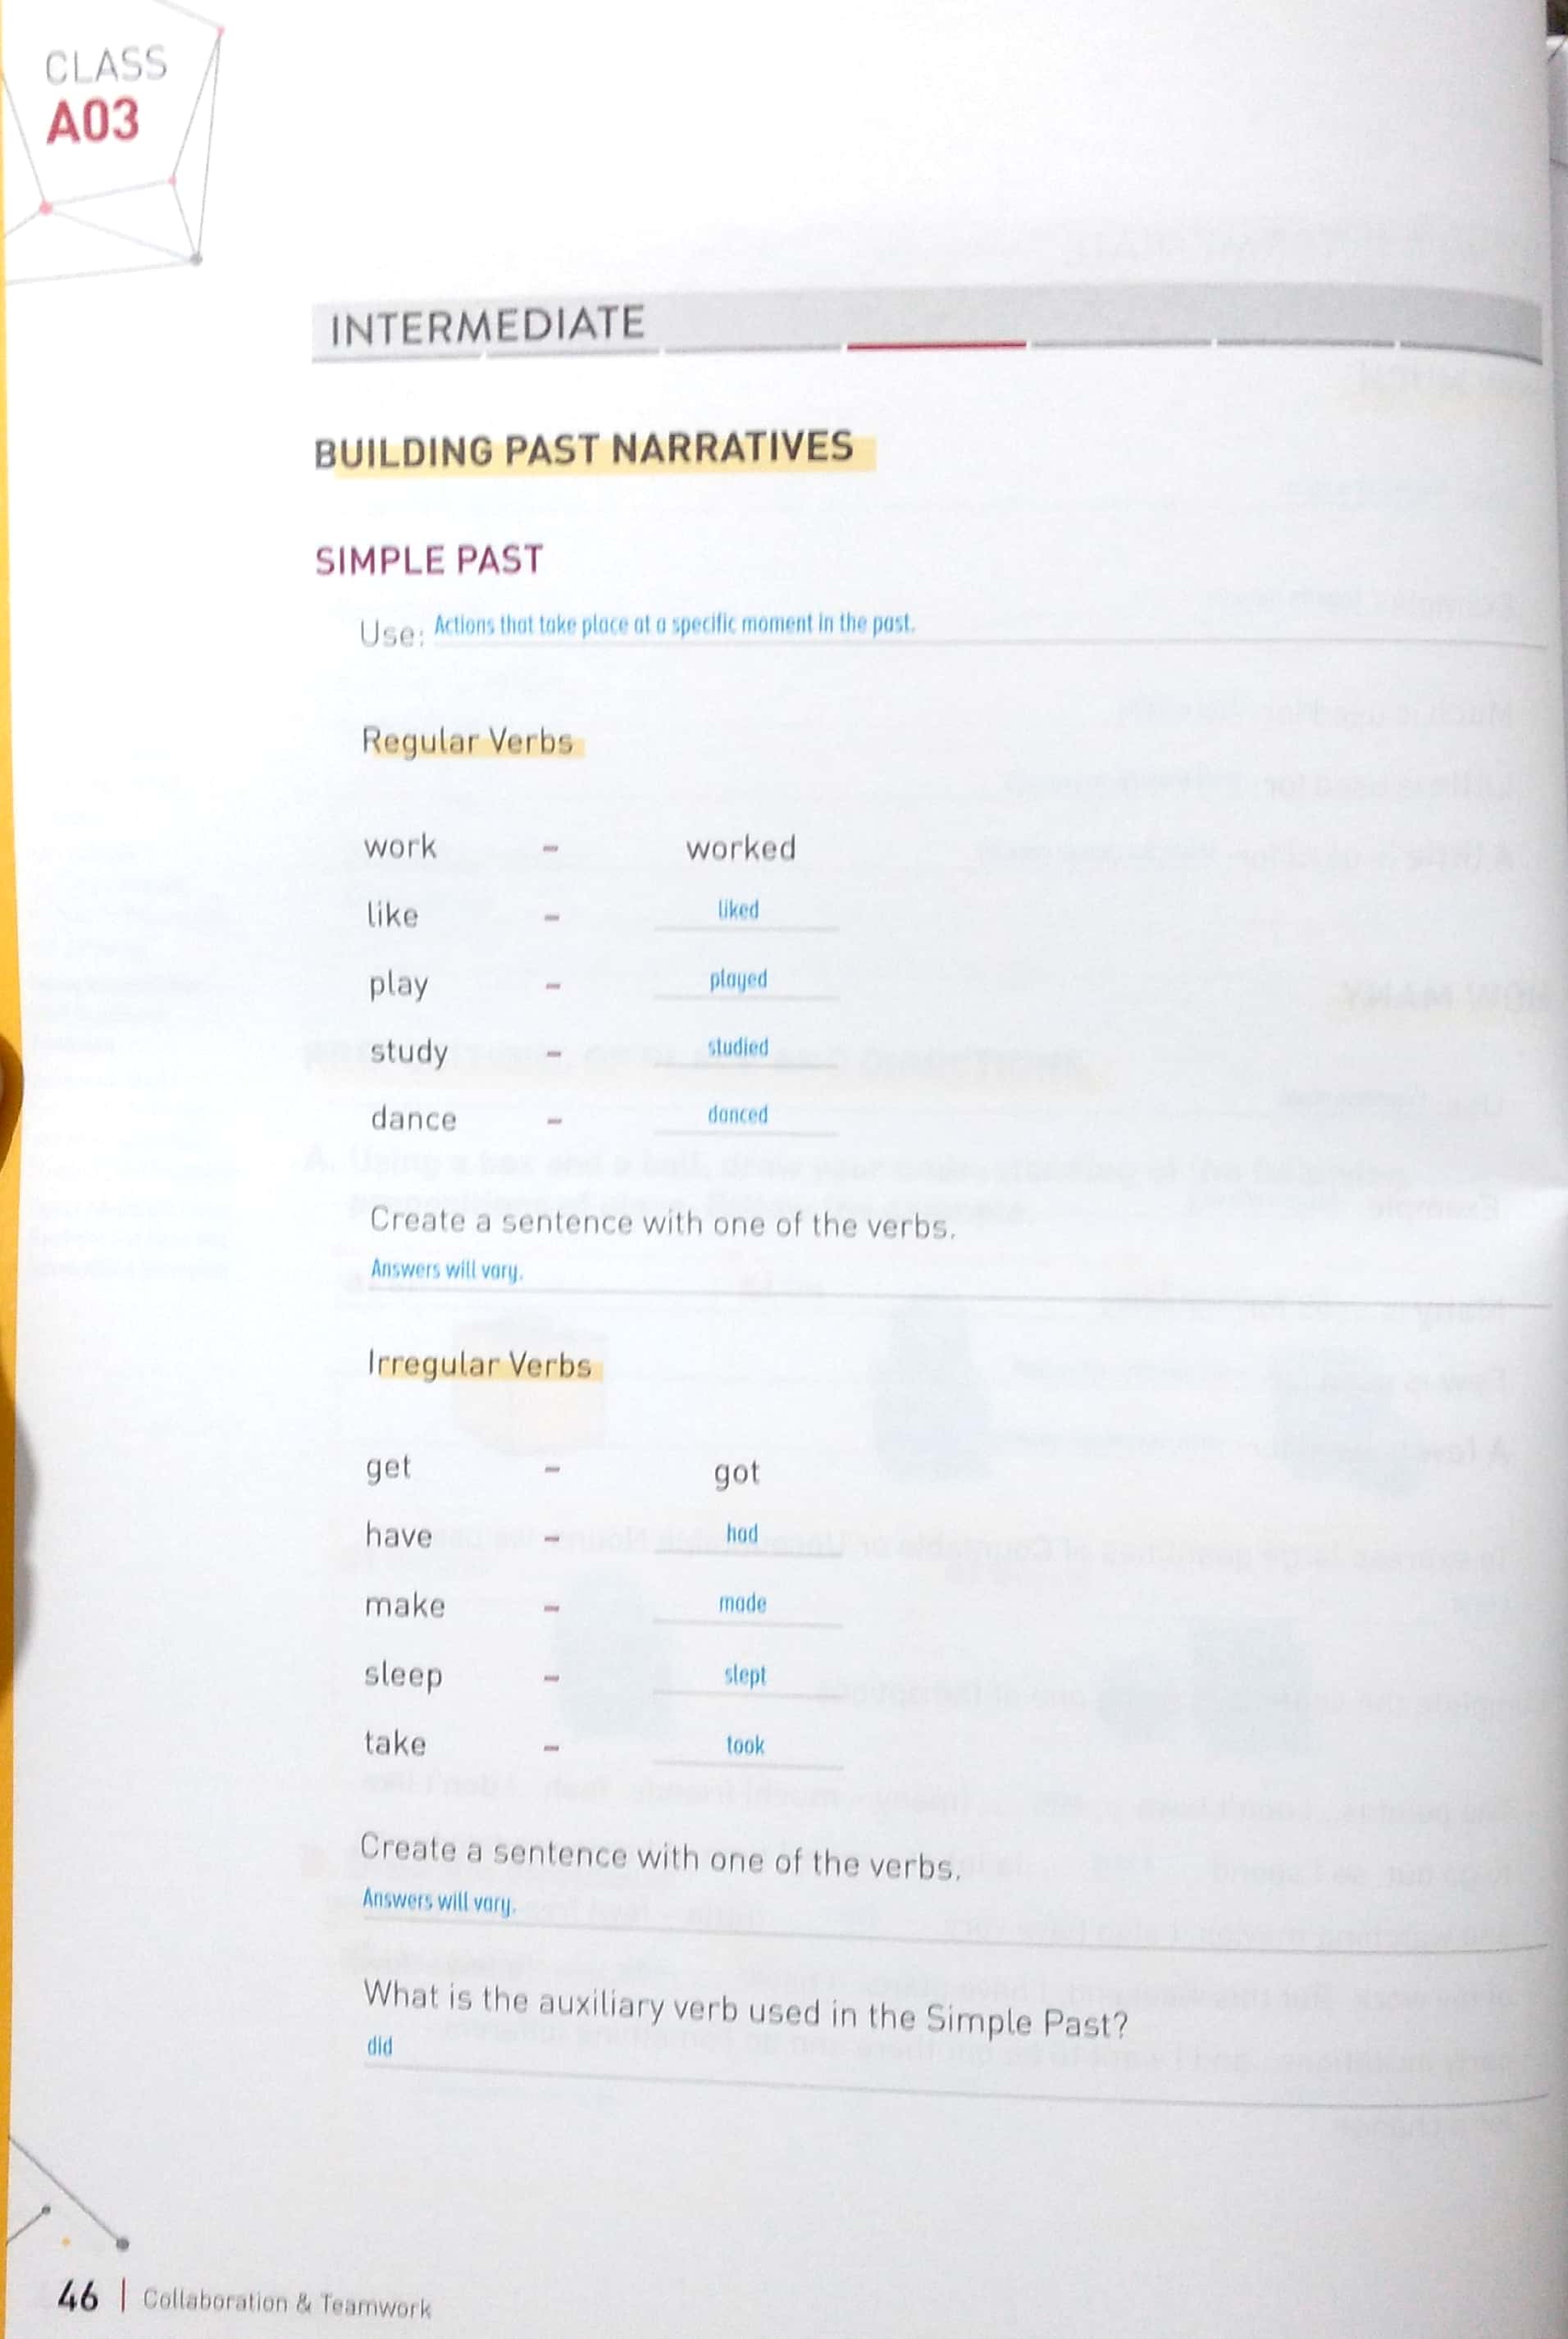 CLASS
A03
INTERMEDIATE
BUILDING PAST NARRATIVES
SIMPLE PAST
Use: Actions that take place at a specific moment in the past.
Regular Verbs
work - worked
like - liked
play - played
study - studied
dance - danced
Create a sentence with one of the verbs.
Answers will vary.
Irregular Verbs
get - got
have - had
make - made
sleep - slept
take - took
Create a sentence with one of the verbs.
Answers will vary.
What is the auxiliary verb used in the Simple Past?
did
46 | Collaboration & Teamwork